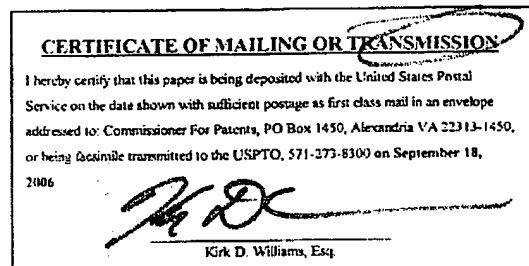 CERTIFICATE OF MAILING OR TRANSMISSION
I hereby certify that this paper is being deposited with the United States Postal
Service on the date shown with sufficient postage as first class mail in an envelope
addressed to: Commissioner For Patents, PO Box 1450, Alexandria VA 22313-1450,
or being facsimile transmitted to the USPTO, 571-273-8300 on September 18,
2006
Kirk D. Williams, Esq.